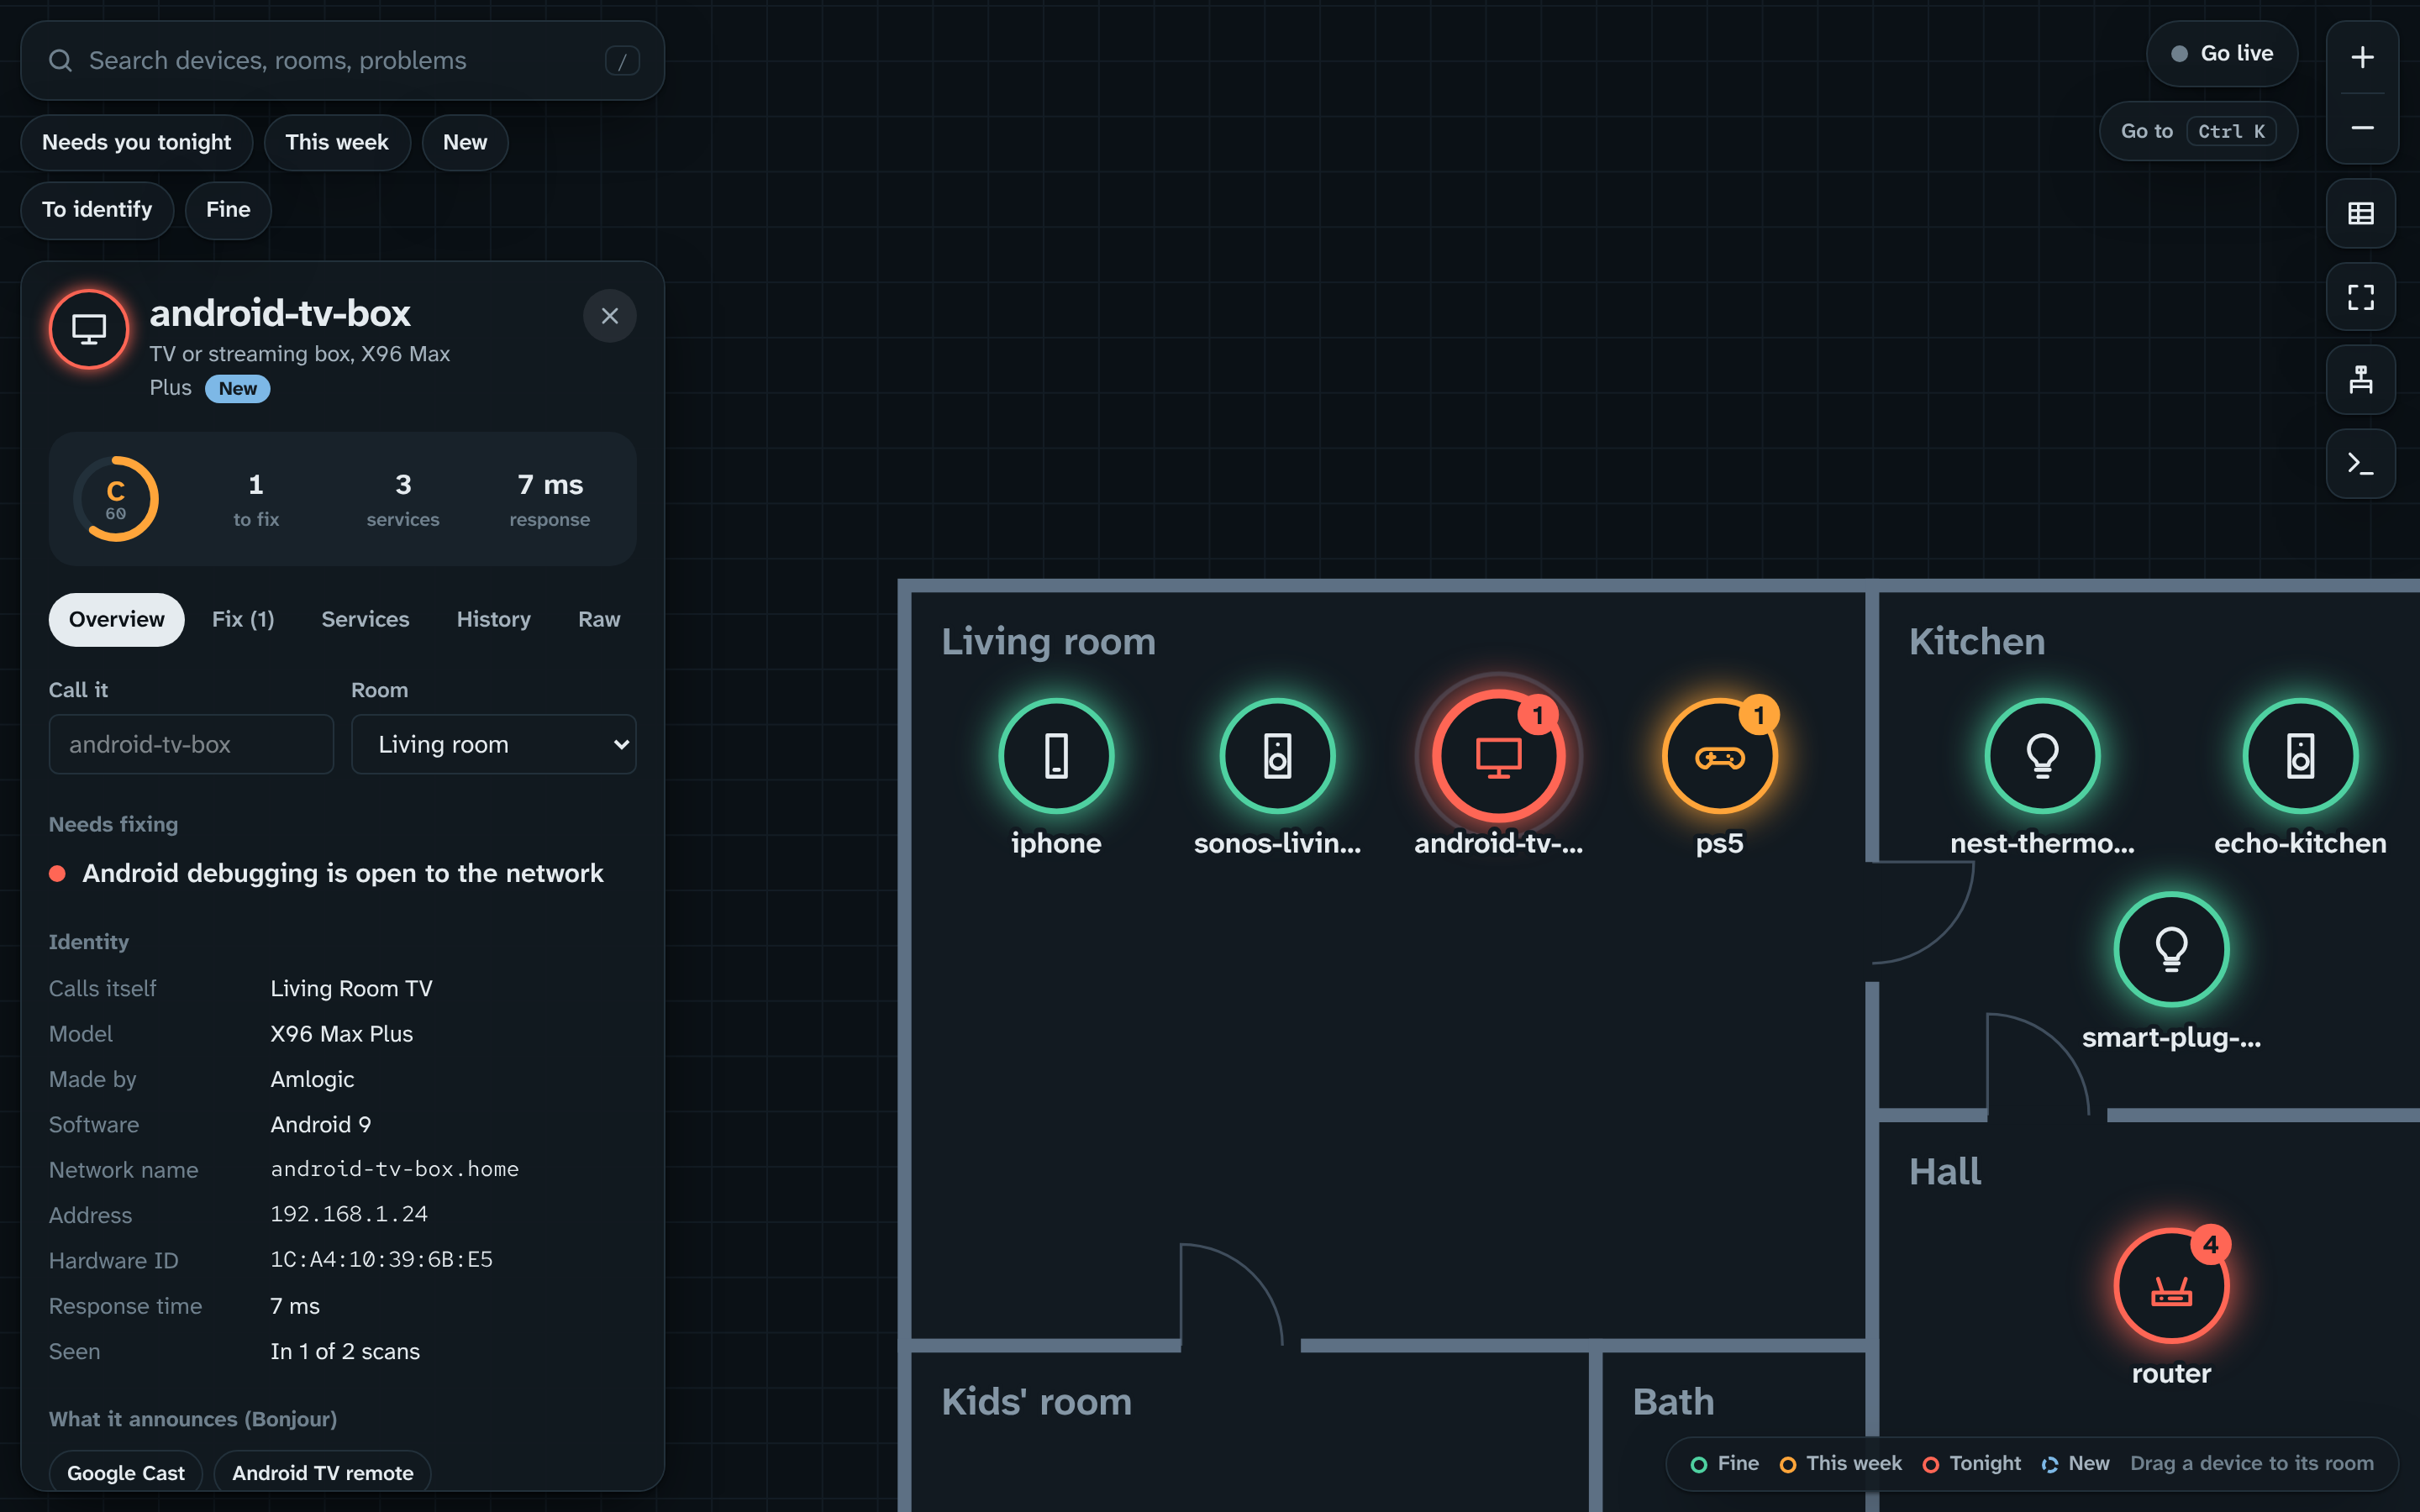 Search devices, rooms, problems /
Needs you tonight This week New
To identify Fine
android-tv-box
TV or streaming box, X96 Max
Plus New
C
60
1 3 7 ms
to fix services response
Overview Fix (1) Services History Raw
Call it Room
android-tv-box Living room
Needs fixing
Android debugging is open to the network
Identity
Calls itself Living Room TV
Model X96 Max Plus
Made by Amlogic
Software Android 9
Network name android-tv-box.home
Address 192.168.1.24
Hardware ID 1C:A4:10:39:6B:E5
Response time 7 ms
Seen In 1 of 2 scans
What it announces (Bonjour)
Google Cast Android TV remote
Go live
Go to Ctrl K
Living room
1 1
iphone sonos-livin... android-tv-... ps5
Kitchen
nest-thermo... echo-kitchen
smart-plug-...
Hall
4
router
Kids' room
Bath
Fine This week Tonight New Drag a device to its room